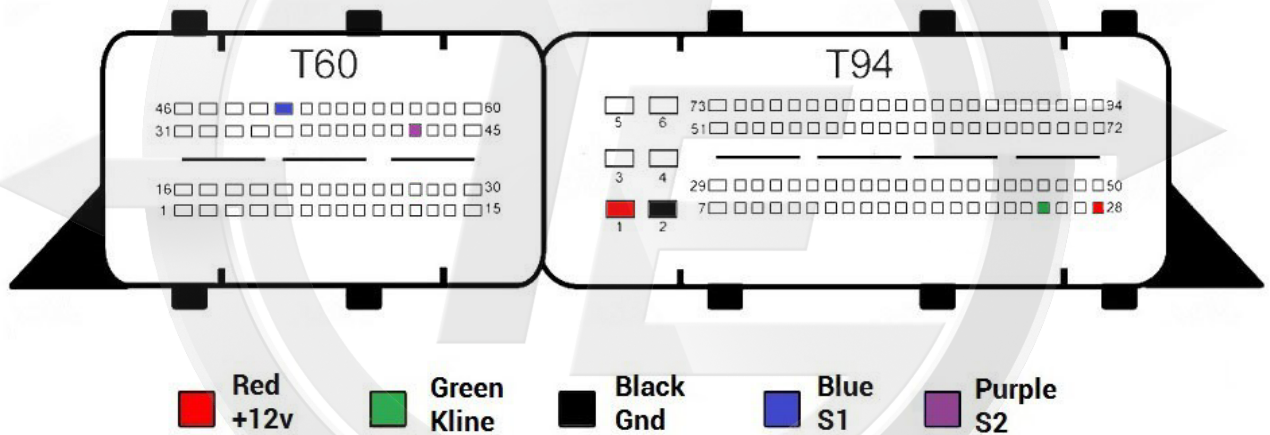 T60
T94
46 60
31 45
16 30
1 15
5 6
3 4
1 2
73 94
51 72
29 50
7 28
Red
+12v
Green
Kline
Black
Gnd
Blue
S1
Purple
S2